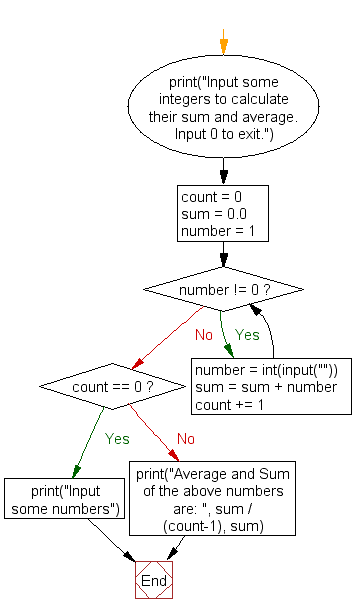 print("Input some
integers to calculate
their sum and average.
Input 0 to exit.")
count = 0
sum = 0.0
number = 1
number != 0 ?
No
Yes
number = int(input(""))
sum = sum + number
count += 1
count == 0 ?
Yes
No
print("Input
some numbers")
print("Average and Sum
of the above numbers
are: ", sum /
(count-1), sum)
End